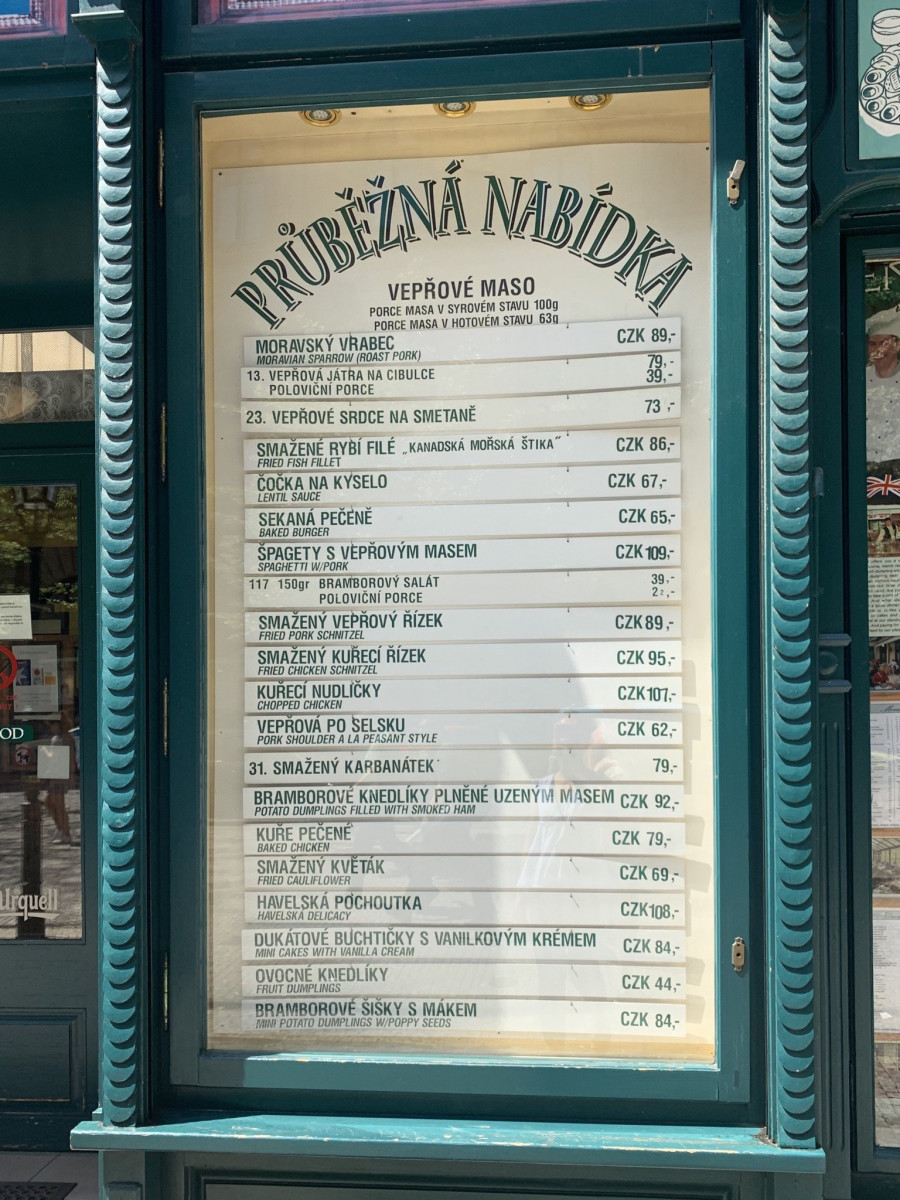 PRŮBĚŽNÁ NABÍDKA
VEPŘOVÉ MASO
PORCE MASA V SYROVÉM STAVU 100g
PORCE MASA V HOTOVÉM STAVU 63g
MORAVSKÝ VRABEC CZK 89,-
MORAVIAN SPARROW (ROAST PORK)
13. VEPŘOVÁ JÁTRA NA CIBULCE 79,-
POLOVIČNÍ PORCE 39,-
23. VEPŘOVÉ SRDCE NA SMETANĚ 73,-
SMAŽENÉ RYBÍ FILÉ „KANADSKÁ MOŘSKÁ ŠTIKA" CZK 86,-
FRIED FISH FILLET
ČOČKA NA KYSELO CZK 67,-
LENTIL SAUCE
SEKANÁ PEČENĚ CZK 65,-
BAKED BURGER
ŠPAGETY S VEPŘOVÝM MASEM CZK 109,-
SPAGHETTI W/PORK
117 150gr BRAMBOROVÝ SALÁT 39,-
POLOVIČNÍ PORCE 22,-
SMAŽENÝ VEPŘOVÝ ŘÍZEK CZK 89,-
FRIED PORK SCHNITZEL
SMAŽENÝ KUŘECÍ ŘÍZEK CZK 95,-
FRIED CHICKEN SCHNITZEL
KUŘECÍ NUDLIČKY CZK 107,-
CHOPPED CHICKEN
VEPŘOVÁ PO SELSKU CZK 62,-
PORK SHOULDER A LA PEASANT STYLE
31. SMAŽENÝ KARBANÁTEK 79,-
BRAMBOROVÉ KNEDLÍKY PLNĚNÉ UZENÝM MASEM CZK 92,-
POTATO DUMPLINGS FILLED WITH SMOKED HAM
KUŘE PEČENÉ CZK 79,-
BAKED CHICKEN
SMAŽENÝ KVĚTÁK CZK 69,-
FRIED CAULIFLOWER
HAVELSKÁ POCHOUTKA CZK 108,-
HAVELSKA DELICACY
DUKÁTOVÉ BUCHTIČKY S VANILKOVÝM KRÉMEM CZK 84,-
MINI CAKES WITH VANILLA CREAM
OVOCNÉ KNEDLÍKY CZK 44,-
FRUIT DUMPLINGS
BRAMBOROVÉ ŠIŠKY S MÁKEM CZK 84,-
MINI POTATO DUMPLINGS W/POPPY SEEDS
OD
Urquell